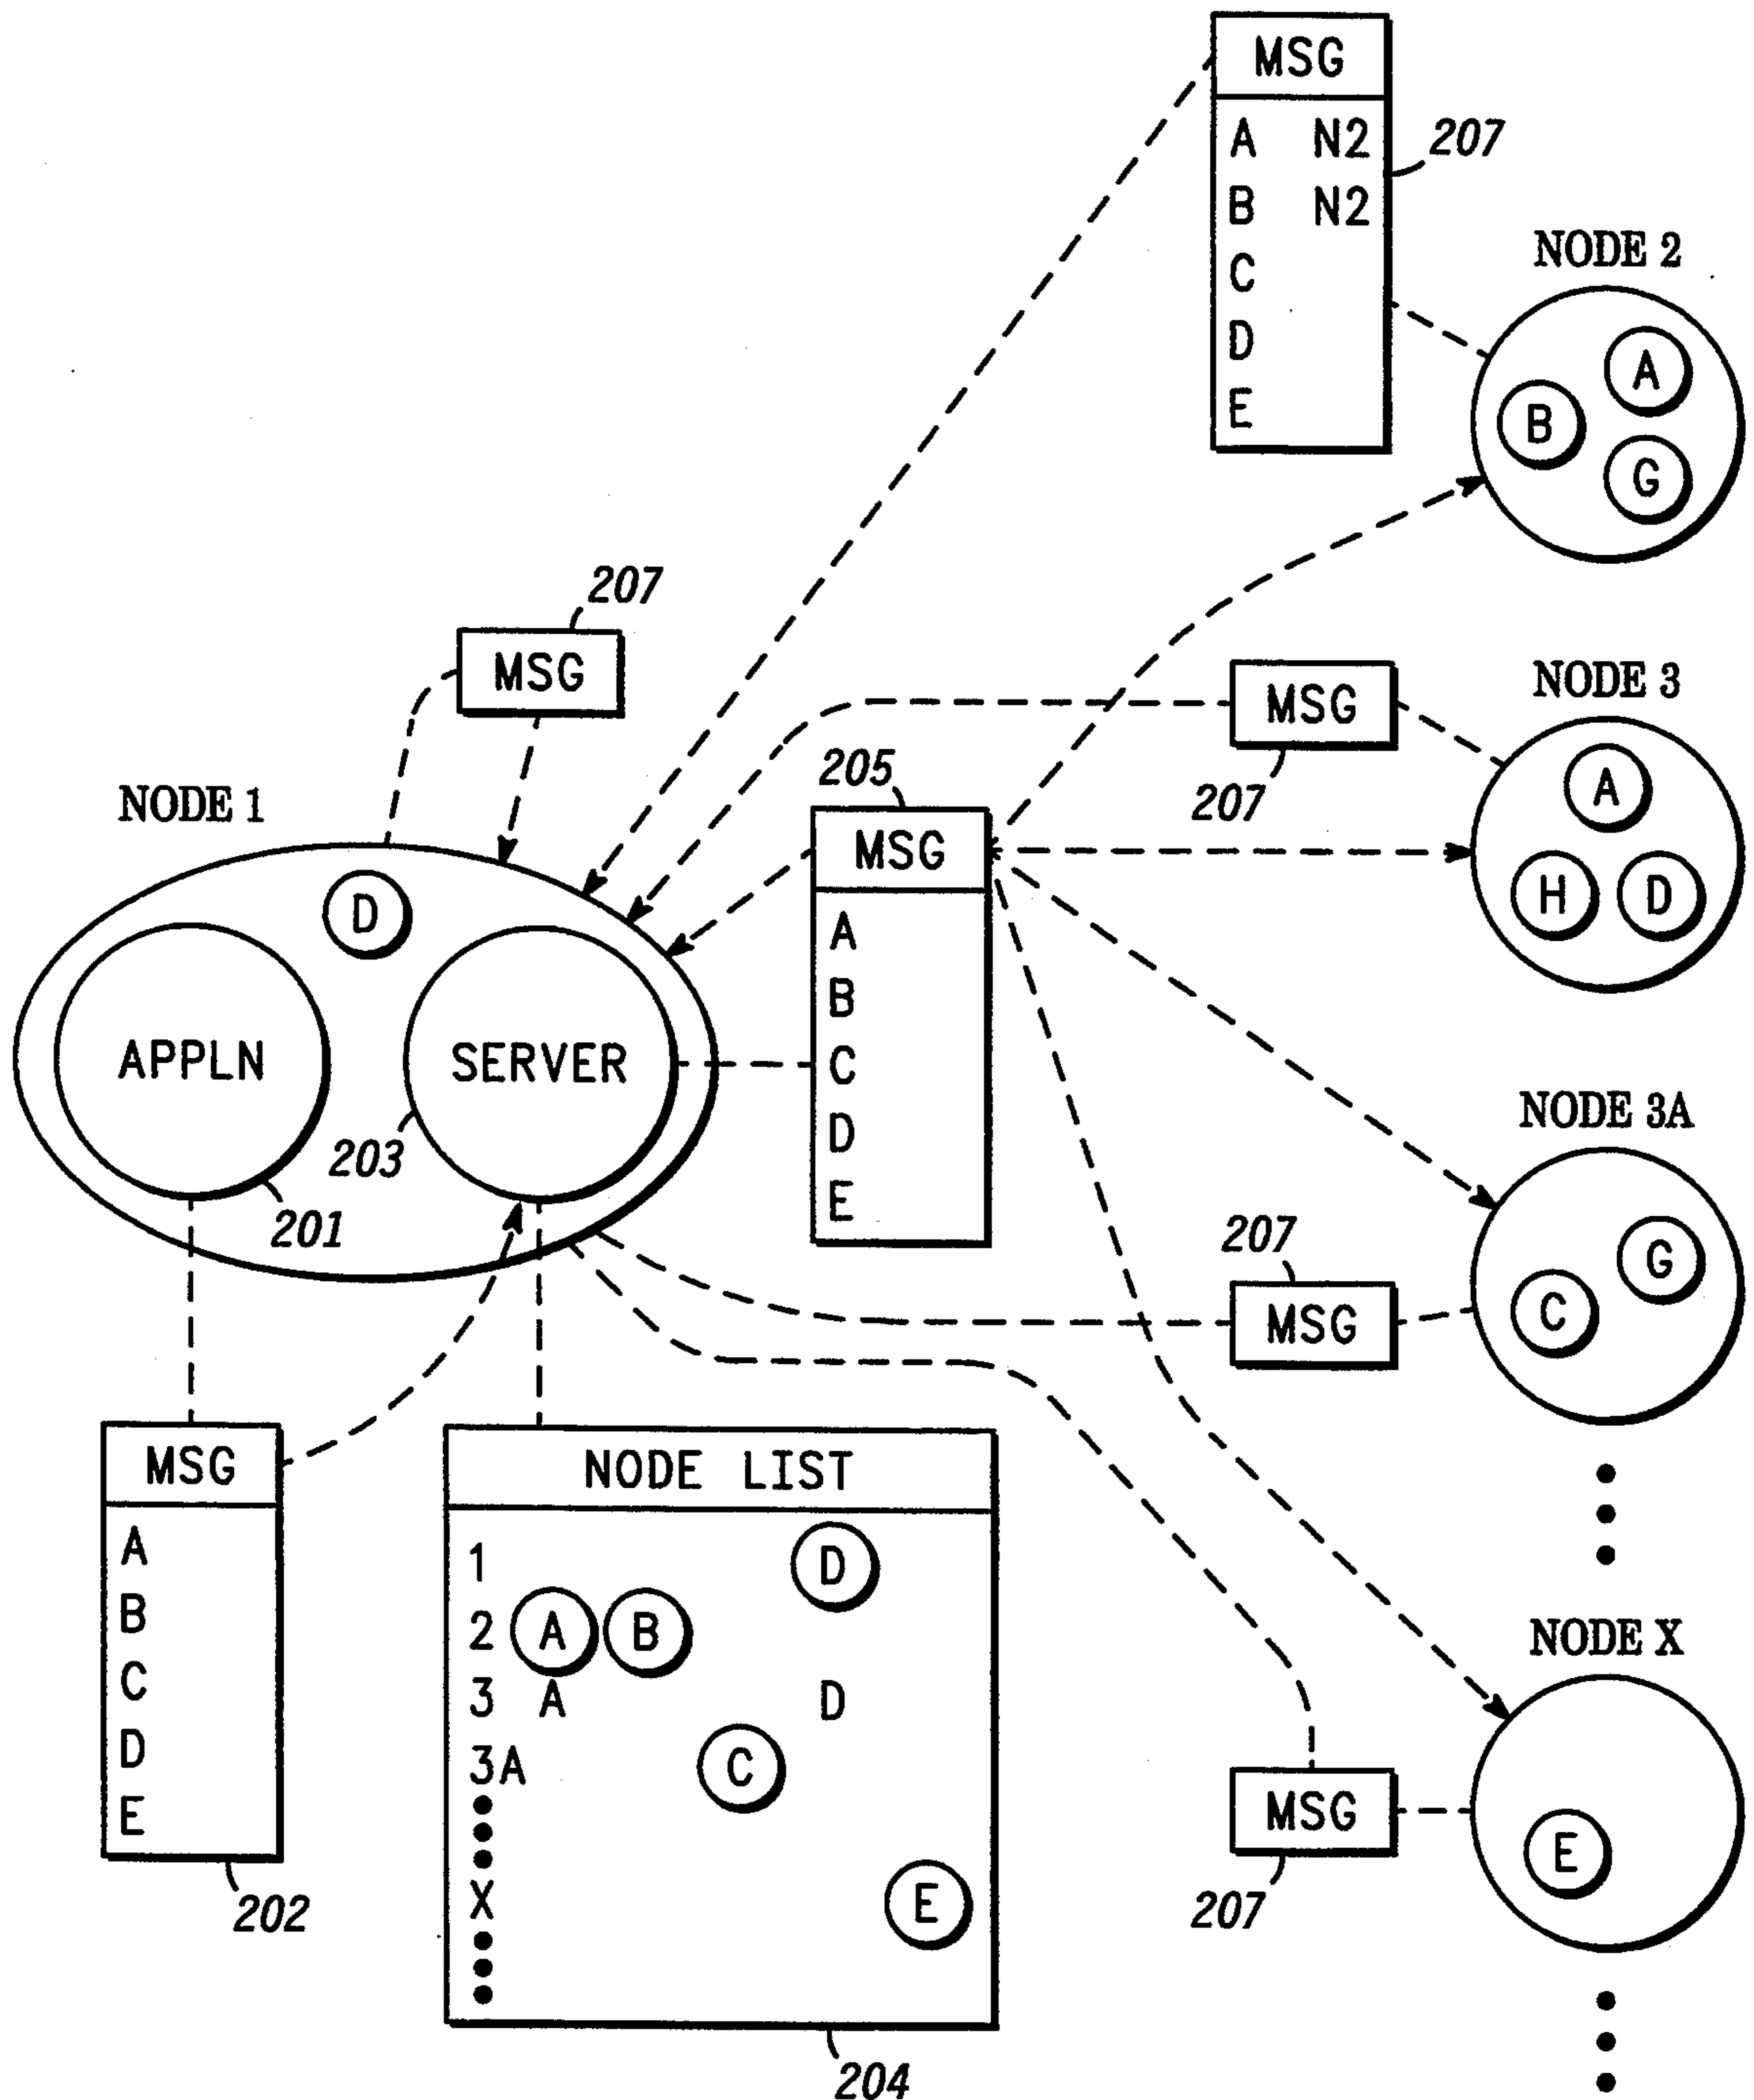 MSG
A N2
B N2
C
D
E
207
NODE 2
A
B
G
207
MSG
NODE 3
MSG
207
A
H D
NODE 1
D
APPLN
SERVER
201
203
205
MSG
A
B
C
D
E
NODE 3A
G
C
207
MSG
MSG
A
B
C
D
E
202
NODE LIST
1 D
2 A B
3 A D
3A C
X E
204
NODE X
E
MSG
207